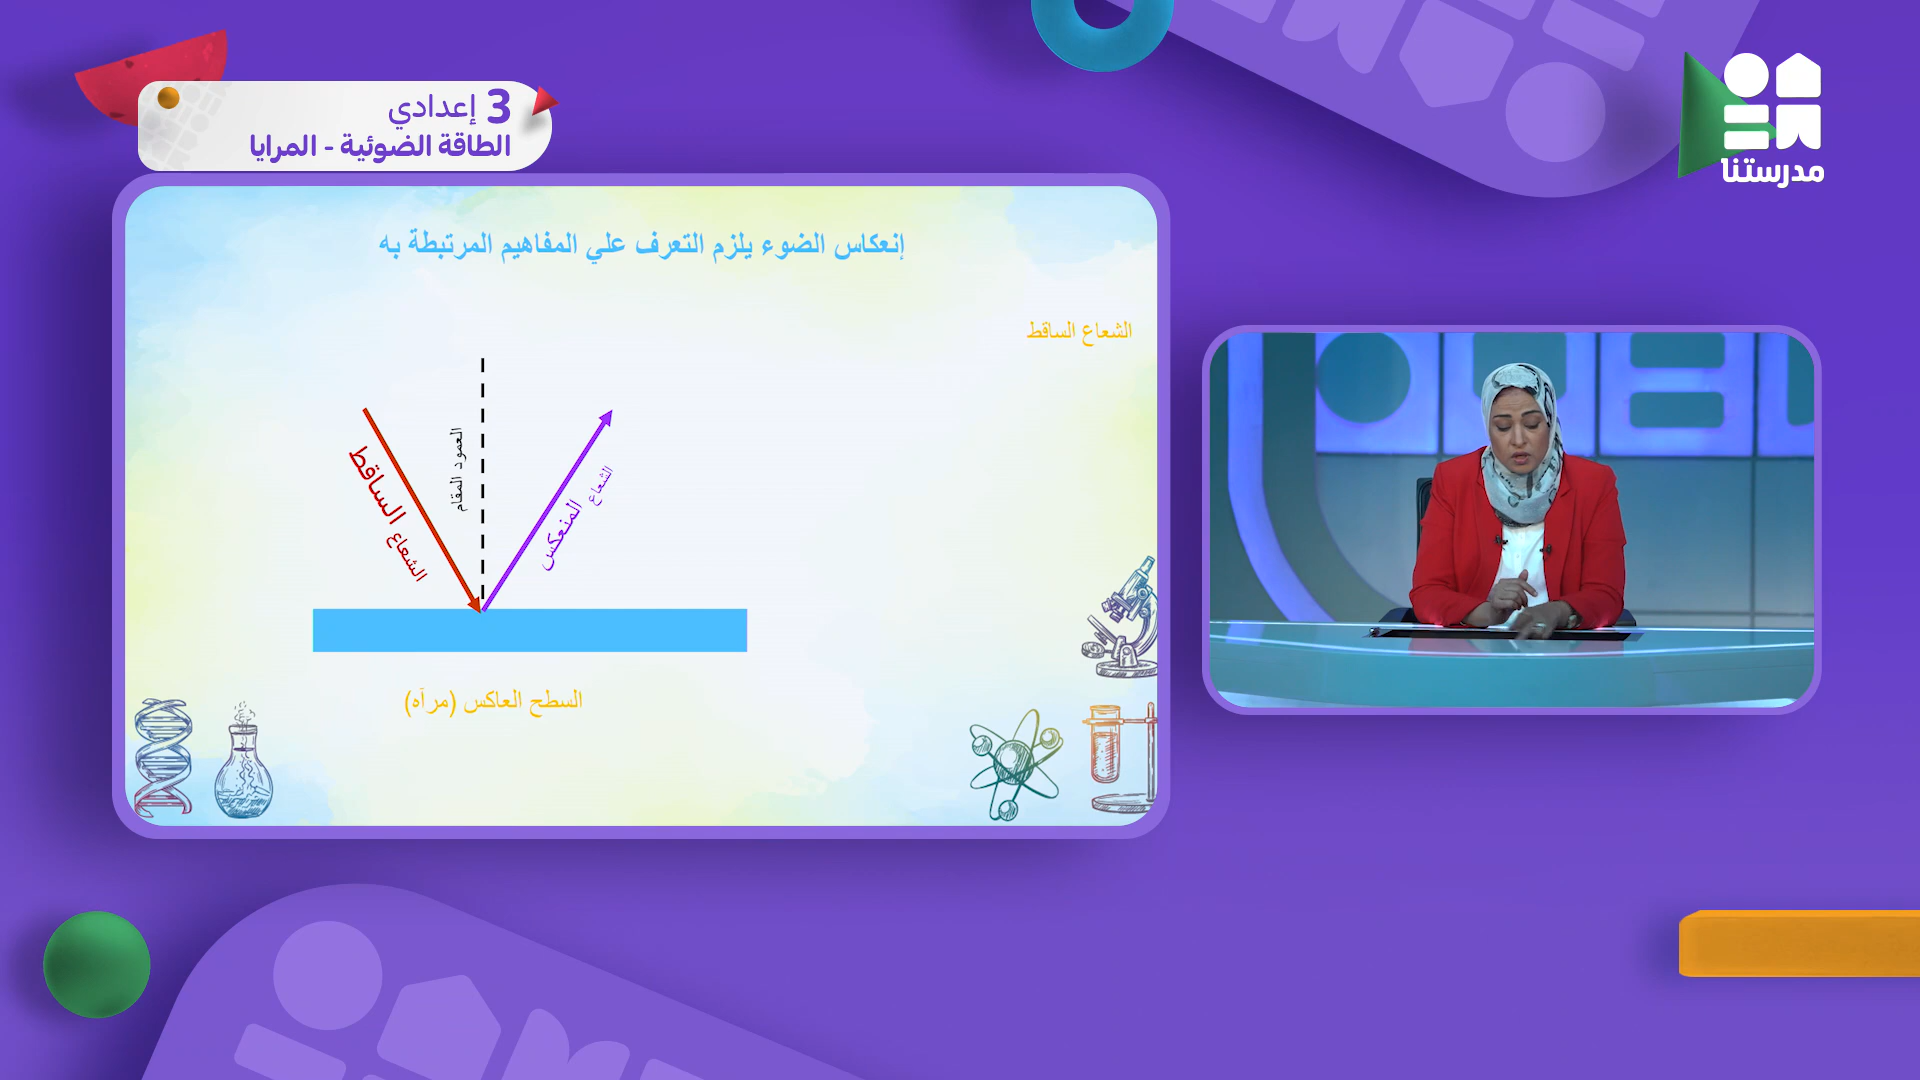 3 إعدادي
الطاقة الضوئية - المرايا
مدرستنا
إنعكاس الضوء يلزم التعرف علي المفاهيم المرتبطة به
الشعاع الساقط
العمود المقام
الشعاع الساقط
الشعاع المنعكس
السطح العاكس (مرآه)